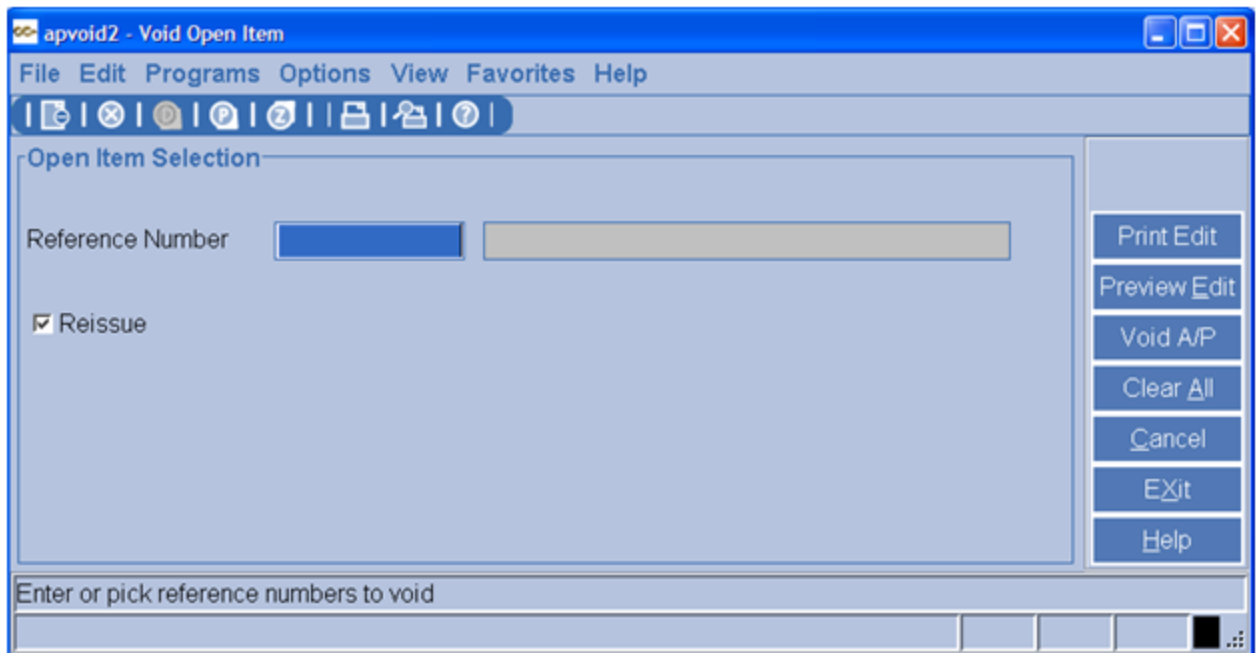 apvoid2 - Void Open Item
File Edit Programs Options View Favorites Help
D P Z ?
Open Item Selection
Reference Number
Reissue
Print Edit
Preview Edit
Void A/P
Clear All
Cancel
EXit
Help
Enter or pick reference numbers to void